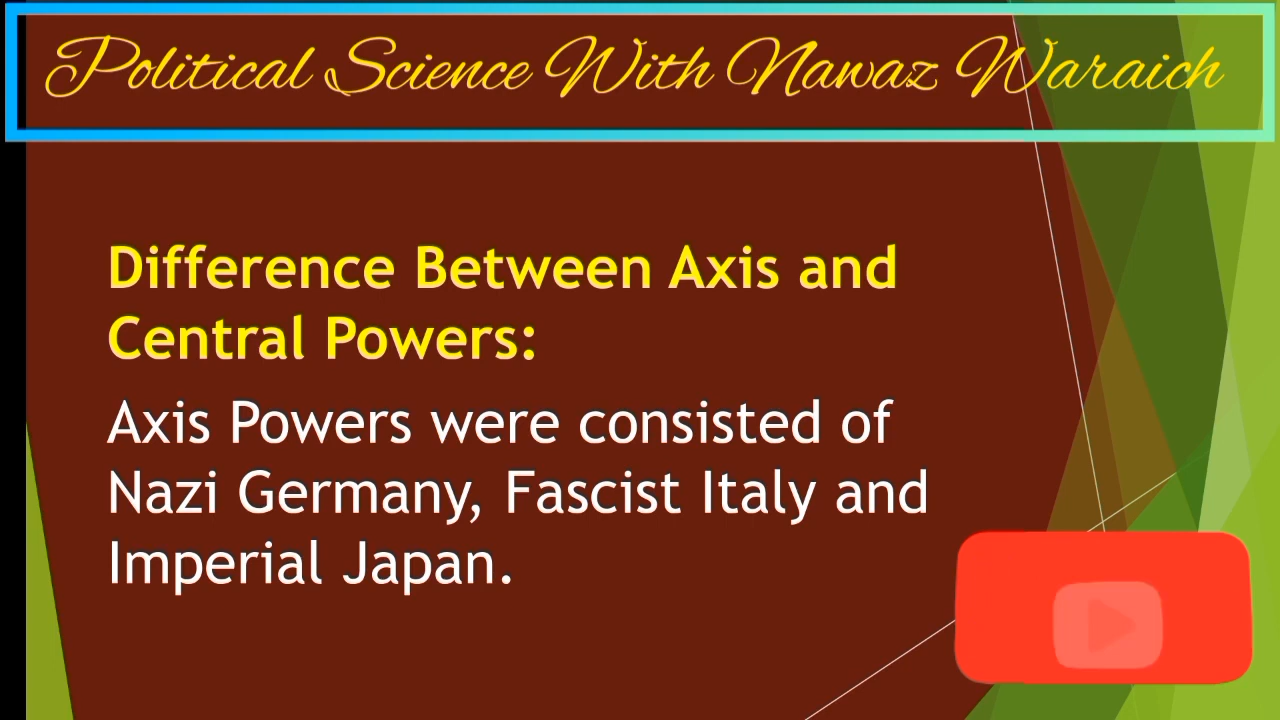 Political Science With Nawaz Waraich
Difference Between Axis and
Central Powers:
Axis Powers were consisted of
Nazi Germany, Fascist Italy and
Imperial Japan.